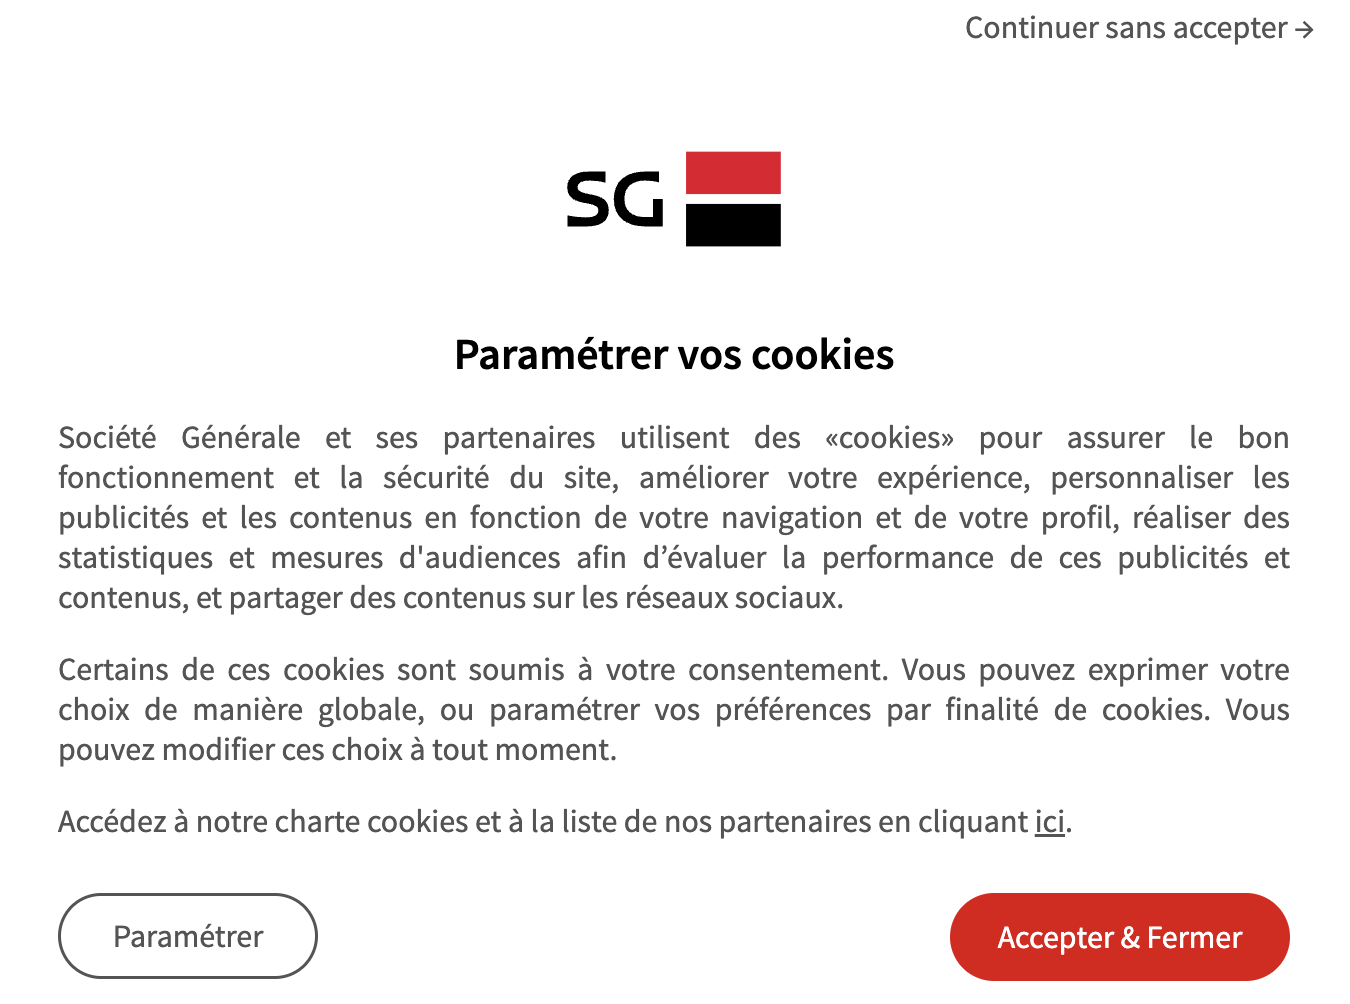 Continuer sans accepter →
SG
Paramétrer vos cookies
Société Générale et ses partenaires utilisent des «cookies» pour assurer le bon
fonctionnement et la sécurité du site, améliorer votre expérience, personnaliser les
publicités et les contenus en fonction de votre navigation et de votre profil, réaliser des
statistiques et mesures d'audiences afin d’évaluer la performance de ces publicités et
contenus, et partager des contenus sur les réseaux sociaux.
Certains de ces cookies sont soumis à votre consentement. Vous pouvez exprimer votre
choix de manière globale, ou paramétrer vos préférences par finalité de cookies. Vous
pouvez modifier ces choix à tout moment.
Accédez à notre charte cookies et à la liste de nos partenaires en cliquant ici.
Paramétrer
Accepter & Fermer